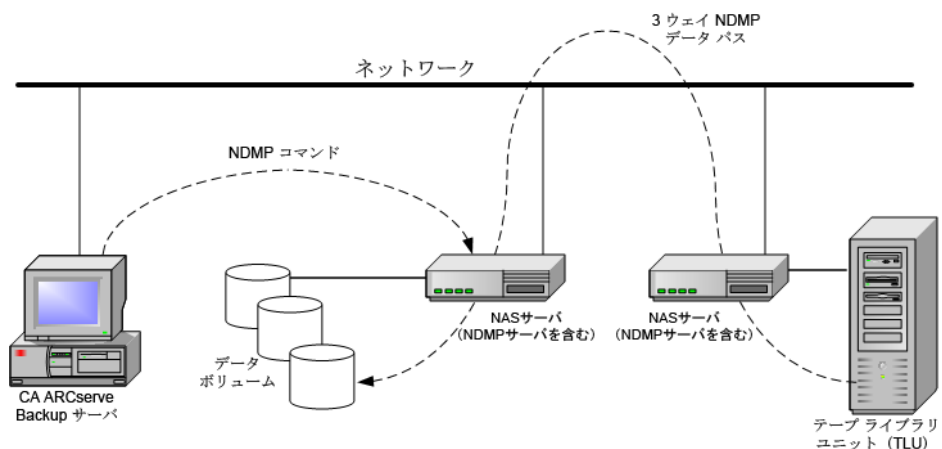 3 ウェイ NDMP
データ パス
ネットワーク
NDMP コマンド
NASサーバ
(NDMPサーバを含む)
NASサーバ
(NDMPサーバを含む)
データ
ボリューム
CA ARCserve
Backup サーバ
テープ ライブラリ
ユニット (TLU)